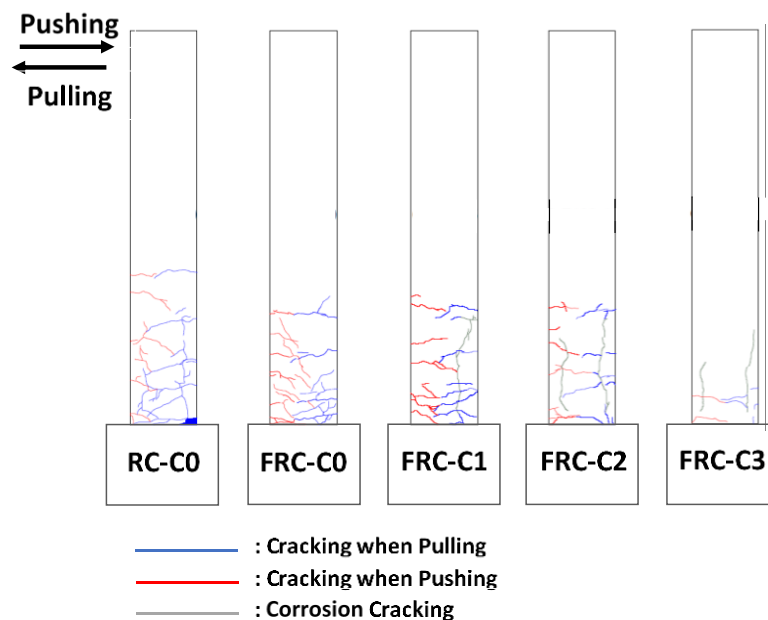 Pushing
Pulling
RC-C0
FRC-C0
FRC-C1
FRC-C2
FRC-C3
: Cracking when Pulling
: Cracking when Pushing
: Corrosion Cracking